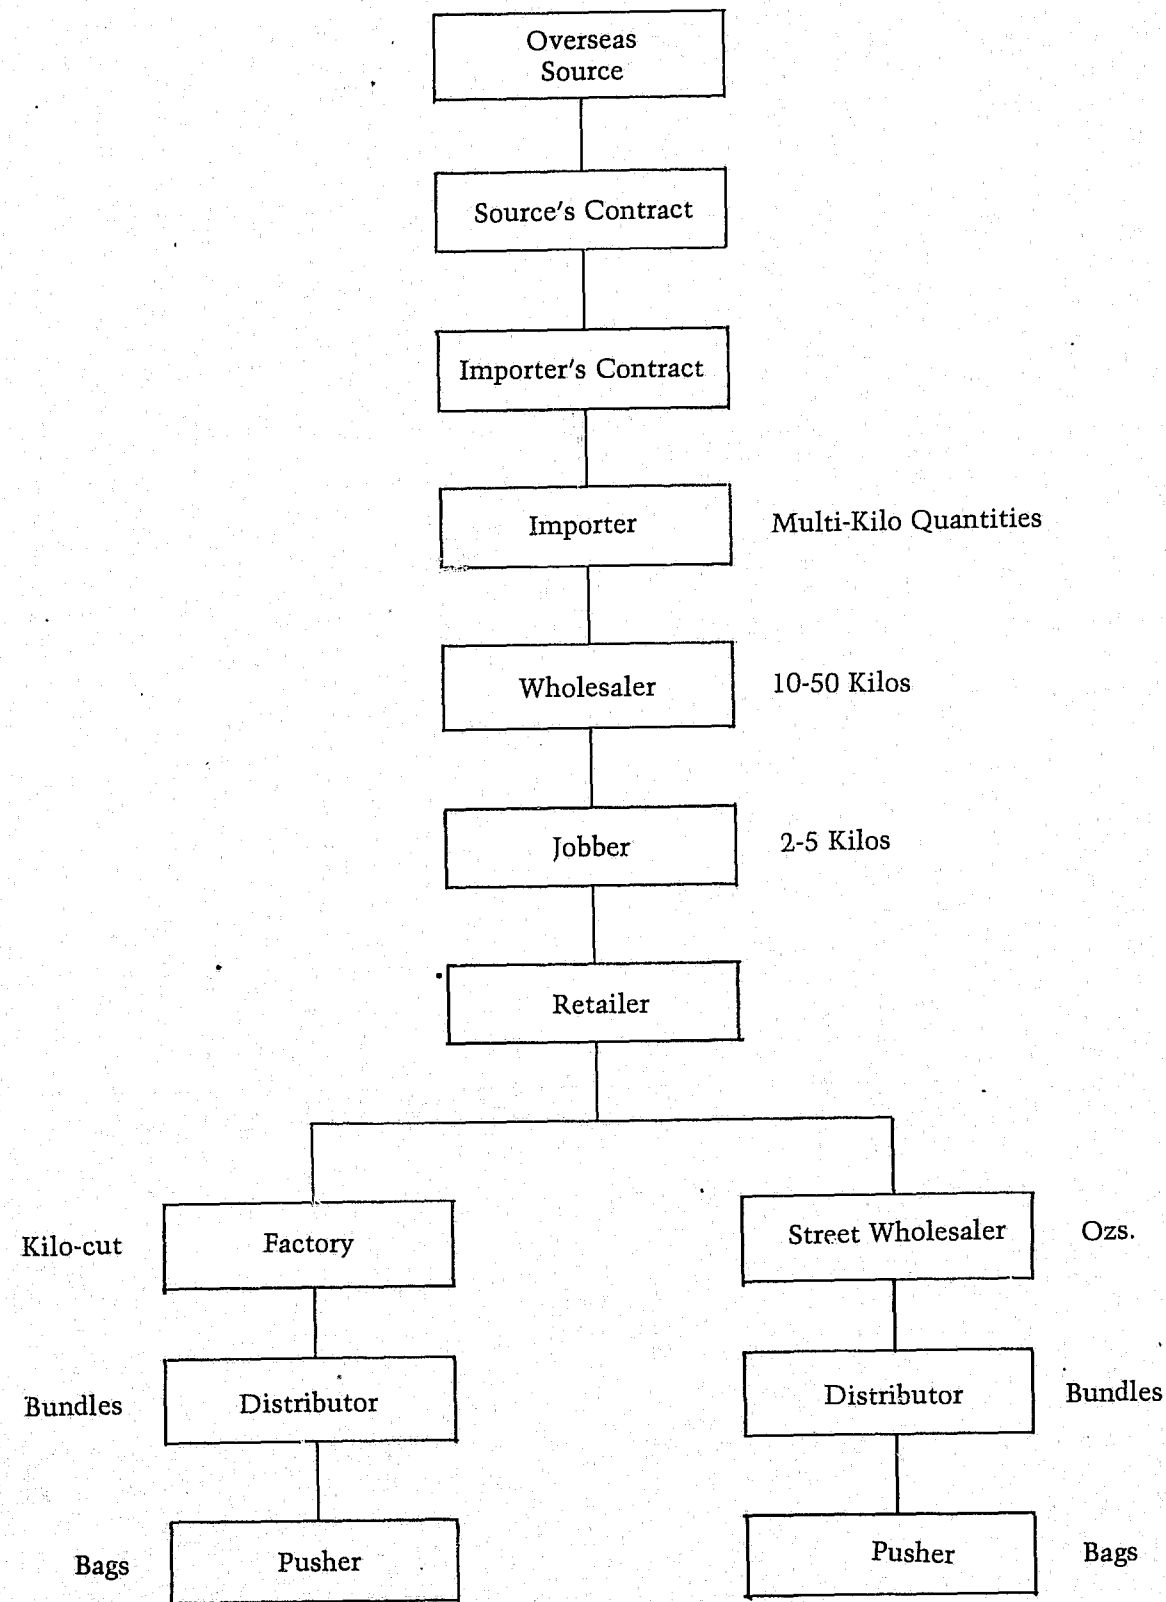 Overseas
Source
Source's Contract
Importer's Contract
Importer
Multi-Kilo Quantities
Wholesaler
10-50 Kilos
Jobber
2-5 Kilos
Retailer
Kilo-cut
Factory
Street Wholesaler
Ozs.
Bundles
Distributor
Distributor
Bundles
Bags
Pusher
Pusher
Bags